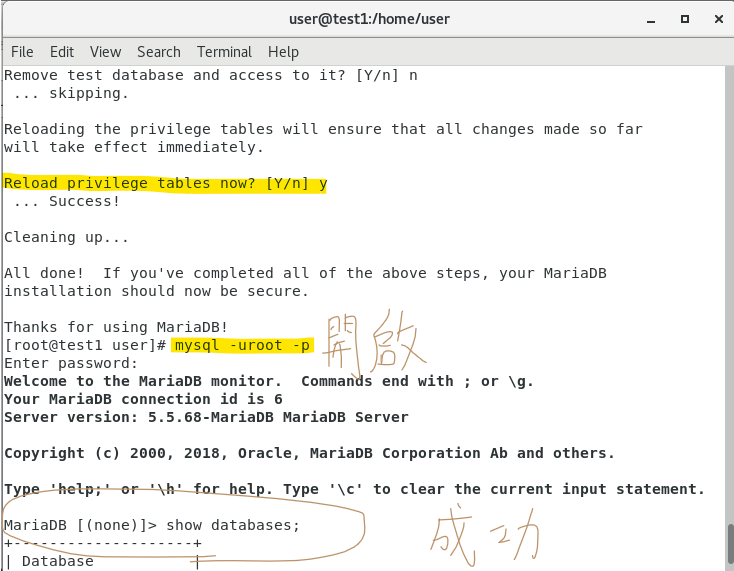 user@test1:/home/user
File Edit View Search Terminal Help
Remove test database and access to it? [Y/n] n
 ... skipping.
Reloading the privilege tables will ensure that all changes made so far
will take effect immediately.
Reload privilege tables now? [Y/n] y
 ... Success!
Cleaning up...
All done!  If you've completed all of the above steps, your MariaDB
installation should now be secure.
Thanks for using MariaDB!
[root@test1 user]# mysql -uroot -p 開啟
Enter password:
Welcome to the MariaDB monitor.  Commands end with ; or \g.
Your MariaDB connection id is 6
Server version: 5.5.68-MariaDB MariaDB Server
Copyright (c) 2000, 2018, Oracle, MariaDB Corporation Ab and others.
Type 'help;' or '\h' for help. Type '\c' to clear the current input statement.
MariaDB [(none)]> show databases; 成功
+--------------------+
| Database           |